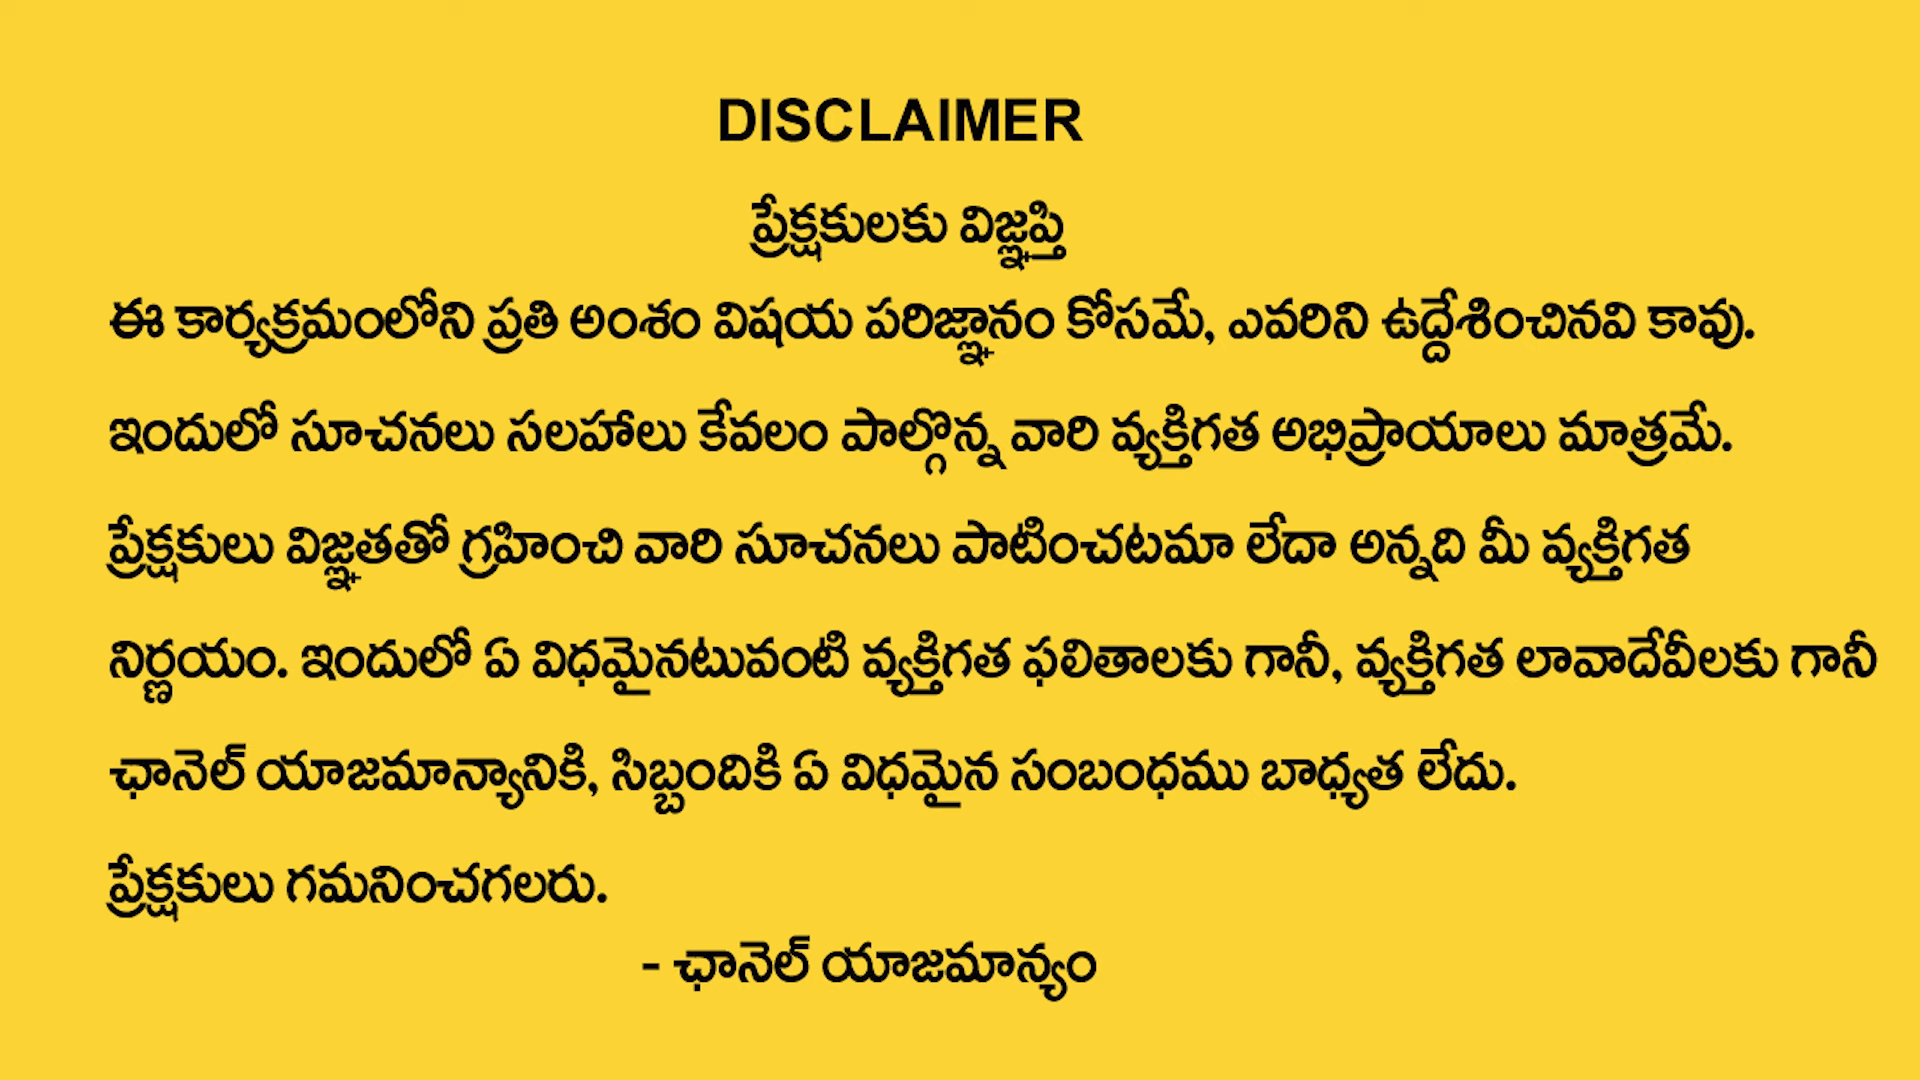 DISCLAIMER
ప్రేక్షకులకు విజ్ఞప్తి
ఈ కార్యక్రమంలోని ప్రతి అంశం విషయ పరిజ్ఞానం కోసమే, ఎవరిని ఉద్దేశించినవి కావు.
ఇందులో సూచనలు సలహాలు కేవలం పాల్గొన్న వారి వ్యక్తిగత అభిప్రాయాలు మాత్రమే.
ప్రేక్షకులు విజ్ఞతతో గ్రహించి వారి సూచనలు పాటించటమా లేదా అన్నది మీ వ్యక్తిగత
నిర్ణయం. ఇందులో ఏ విధమైనటువంటి వ్యక్తిగత ఫలితాలకు గానీ, వ్యక్తిగత లావాదేవీలకు గానీ
ఛానెల్ యాజమాన్యానికి, సిబ్బందికి ఏ విధమైన సంబంధము బాధ్యత లేదు.
ప్రేక్షకులు గమనించగలరు.
- ఛానెల్ యాజమాన్యం